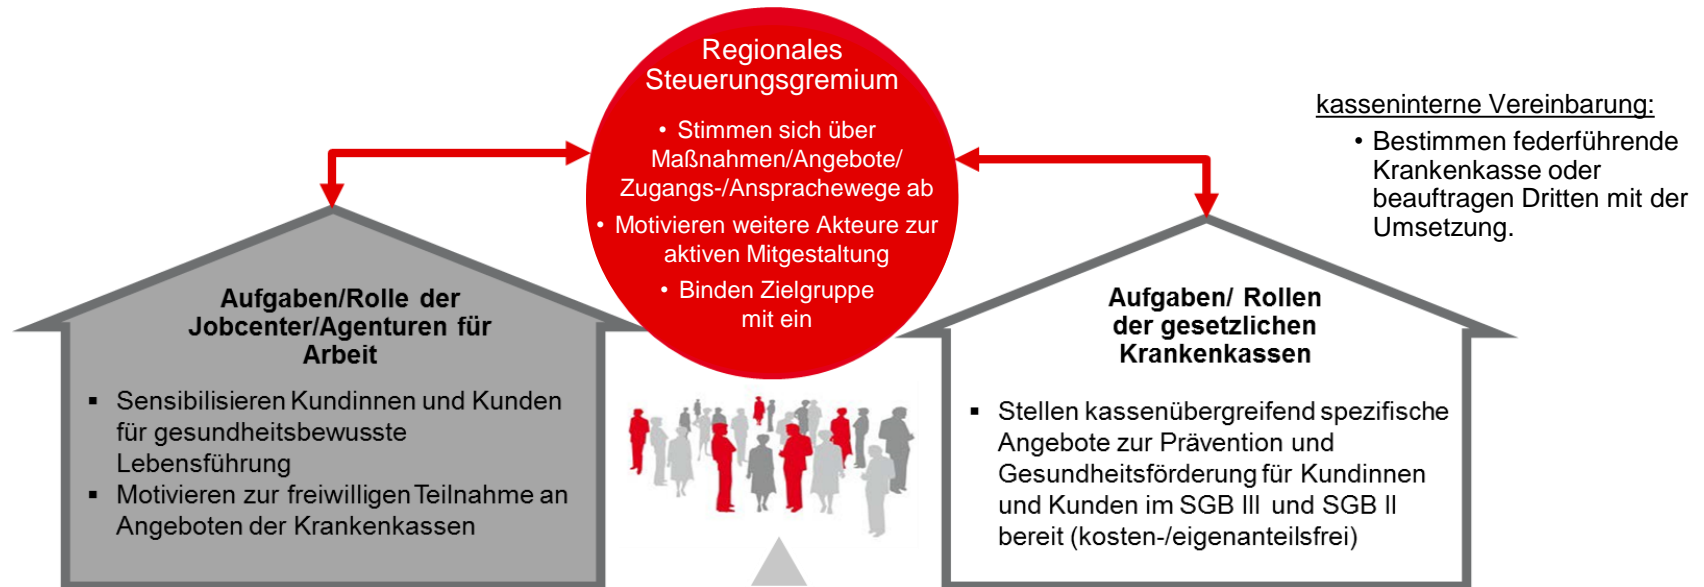 Regionales
Steuerungsgremium
• Stimmen sich über
Maßnahmen/Angebote/
Zugangs-/Ansprachewege ab
• Motivieren weitere Akteure zur
aktiven Mitgestaltung
• Binden Zielgruppe
mit ein
kasseninterne Vereinbarung:
• Bestimmen federführende
Krankenkasse oder
beauftragen Dritten mit der
Umsetzung.
Aufgaben/Rolle der
Jobcenter/Agenturen für
Arbeit
▪ Sensibilisieren Kundinnen und Kunden
für gesundheitsbewusste
Lebensführung
▪ Motivieren zur freiwilligen Teilnahme an
Angeboten der Krankenkassen
Aufgaben/ Rollen
der gesetzlichen
Krankenkassen
▪ Stellen kassenübergreifend spezifische
Angebote zur Prävention und
Gesundheitsförderung für Kundinnen
und Kunden im SGB III und SGB II
bereit (kosten-/eigenanteilsfrei)